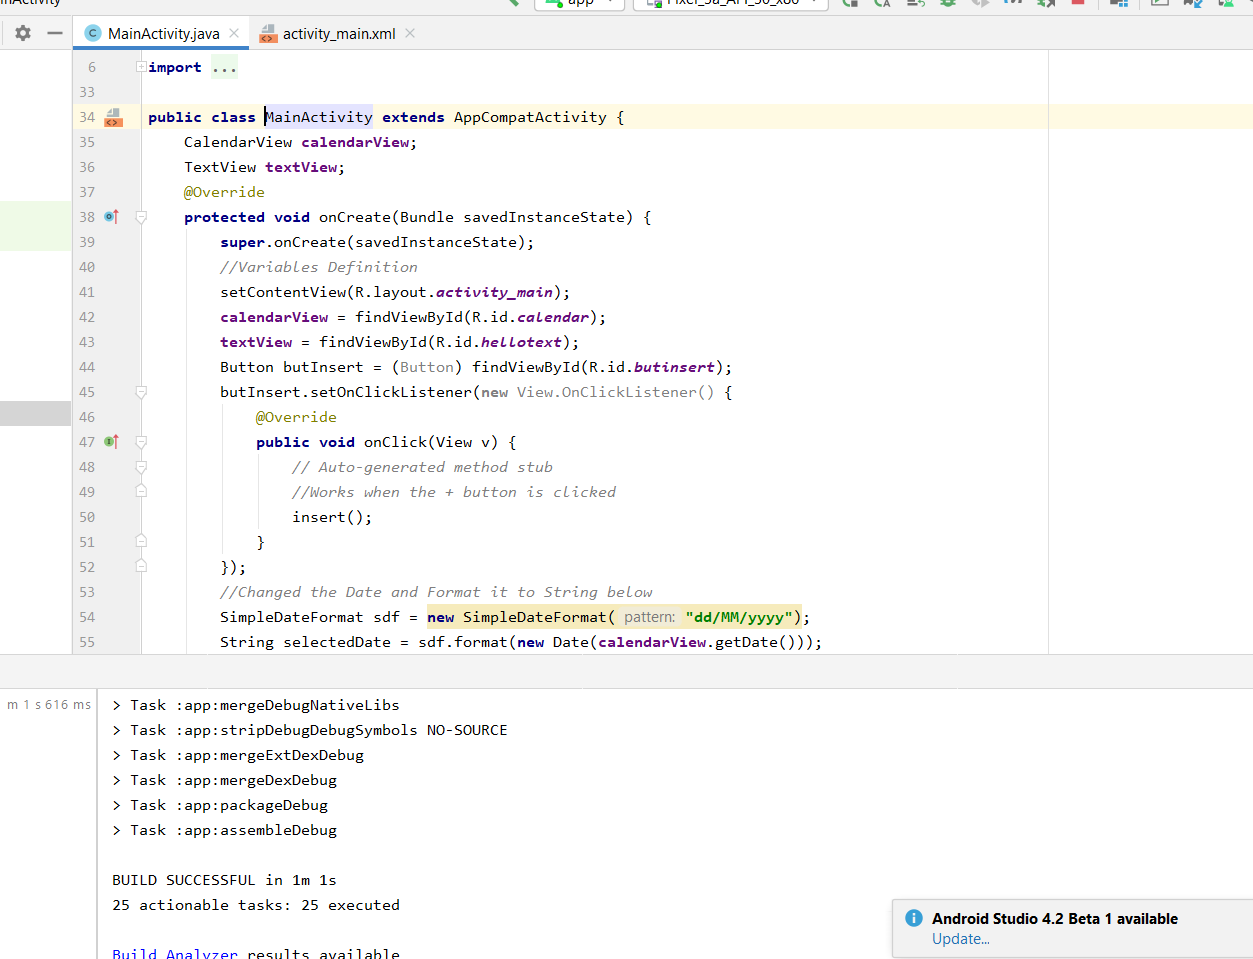 app
MainActivity.java
activity_main.xml
6 import ...
33
34 public class MainActivity extends AppCompatActivity {
35 CalendarView calendarView;
36 TextView textView;
37 @Override
38 protected void onCreate(Bundle savedInstanceState) {
39 super.onCreate(savedInstanceState);
40 //Variables Definition
41 setContentView(R.layout.activity_main);
42 calendarView = findViewById(R.id.calendar);
43 textView = findViewById(R.id.hellotext);
44 Button butInsert = (Button) findViewById(R.id.butinsert);
45 butInsert.setOnClickListener(new View.OnClickListener() {
46 @Override
47 public void onClick(View v) {
48 // Auto-generated method stub
49 //Works when the + button is clicked
50 insert();
51 }
52 });
53 //Changed the Date and Format it to String below
54 SimpleDateFormat sdf = new SimpleDateFormat( pattern: "dd/MM/yyyy");
55 String selectedDate = sdf.format(new Date(calendarView.getDate()));
m 1 s 616 ms
> Task :app:mergeDebugNativeLibs
> Task :app:stripDebugDebugSymbols NO-SOURCE
> Task :app:mergeExtDexDebug
> Task :app:mergeDexDebug
> Task :app:packageDebug
> Task :app:assembleDebug
BUILD SUCCESSFUL in 1m 1s
25 actionable tasks: 25 executed
Build Analyzer results available
Android Studio 4.2 Beta 1 available
Update...